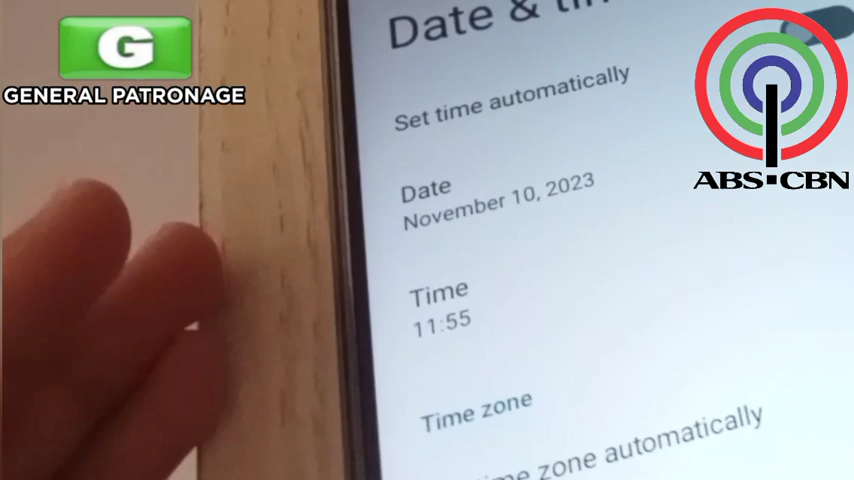 G
GENERAL PATRONAGE
ABS-CBN
Date &
Set time automatically
Date
November 10, 2023
Time
11:55
Time zone
zone automatically